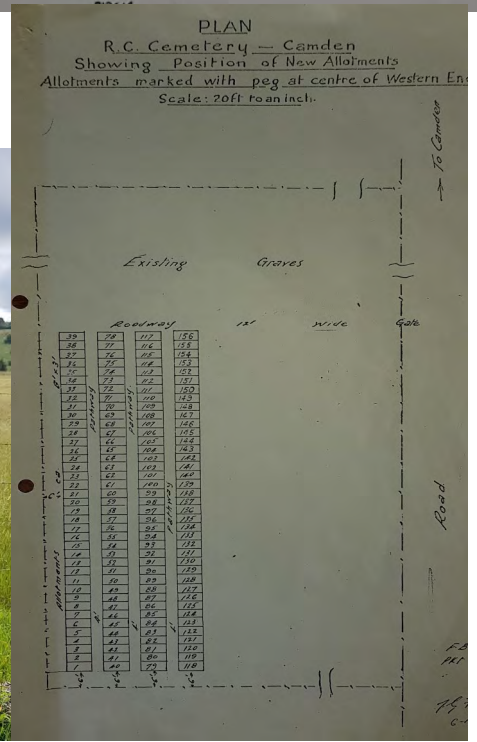 PLAN
R.C. Cemetery — Camden
Showing Position of New Allotments
Allotments marked with peg at centre of Western En
Scale: 20ft to an inch.
→ To Camden
Existing Graves
Roadway 12' Wide Gate
39 78 117 156
38 77 116 155
37 76 115 154
36 75 114 153
35 74 113 152
34 73 112 151
33 72 111 150
32 71 110 149
31 70 109 148
30 69 108 147
29 68 107 146
28 67 106 145
27 66 105 144
26 65 104 143
25 64 103 142
24 63 102 141
23 62 101 140
22 61 100 139
21 60 99 138
20 59 98 137
19 58 97 136
18 57 96 135
17 56 95 134
16 55 94 133
15 54 93 132
14 53 92 131
13 52 91 130
12 51 90 129
11 50 89 128
10 49 88 127
9 48 87 126
8 47 86 125
7 46 85 124
6 45 84 123
5 44 83 122
4 43 82 121
3 42 81 120
2 41 80 119
1 40 79 118
Allotments
Pathway
Pathway
4'
4'
Road